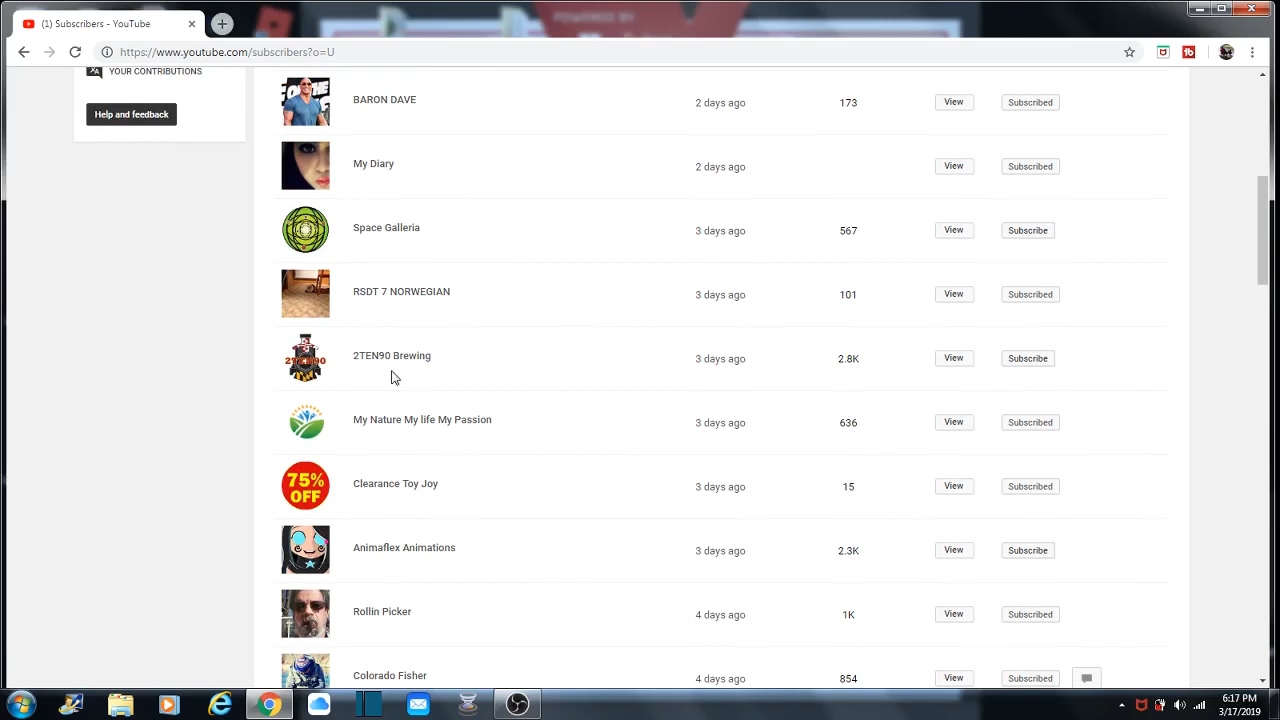 POWERED BY
(1) Subscribers - YouTube
https://www.youtube.com/subscribers?o=U
YOUR CONTRIBUTIONS
Help and feedback
BARON DAVE 2 days ago 173 View Subscribed
My Diary 2 days ago View Subscribed
Space Galleria 3 days ago 567 View Subscribe
RSDT 7 NORWEGIAN 3 days ago 101 View Subscribed
2TEN90
2TEN90 Brewing 3 days ago 2.8K View Subscribe
My Nature My life My Passion 3 days ago 636 View Subscribed
75%
OFF
Clearance Toy Joy 3 days ago 15 View Subscribed
Animaflex Animations 3 days ago 2.3K View Subscribe
Rollin Picker 4 days ago 1K View Subscribed
Colorado Fisher 4 days ago 854 View Subscribed
6:17 PM
3/17/2019